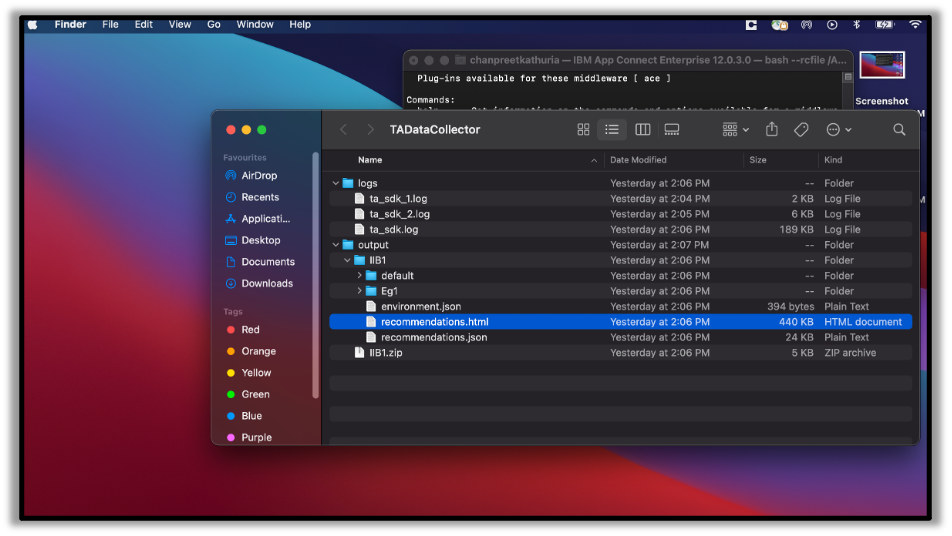 Finder File Edit View Go Window Help
chanpreetkathuria — IBM App Connect Enterprise 12.0.3.0 — bash --rcfile /A...
Plug-ins available for these middleware [ ace ]
Commands:
Screenshot
TADataCollector
Favourites
AirDrop
Recents
Applicati...
Desktop
Documents
Downloads
Tags
Red
Orange
Yellow
Green
Blue
Purple
Name Date Modified Size Kind
logs Yesterday at 2:06 PM -- Folder
ta_sdk_1.log Yesterday at 2:04 PM 2 KB Log File
ta_sdk_2.log Yesterday at 2:05 PM 6 KB Log File
ta_sdk.log Yesterday at 2:06 PM 189 KB Log File
output Yesterday at 2:07 PM -- Folder
IIB1 Yesterday at 2:06 PM -- Folder
default Yesterday at 2:06 PM -- Folder
Eg1 Yesterday at 2:06 PM -- Folder
environment.json Yesterday at 2:06 PM 394 bytes Plain Text
recommendations.html Yesterday at 2:06 PM 440 KB HTML document
recommendations.json Yesterday at 2:06 PM 24 KB Plain Text
IIB1.zip Yesterday at 2:06 PM 5 KB ZIP archive